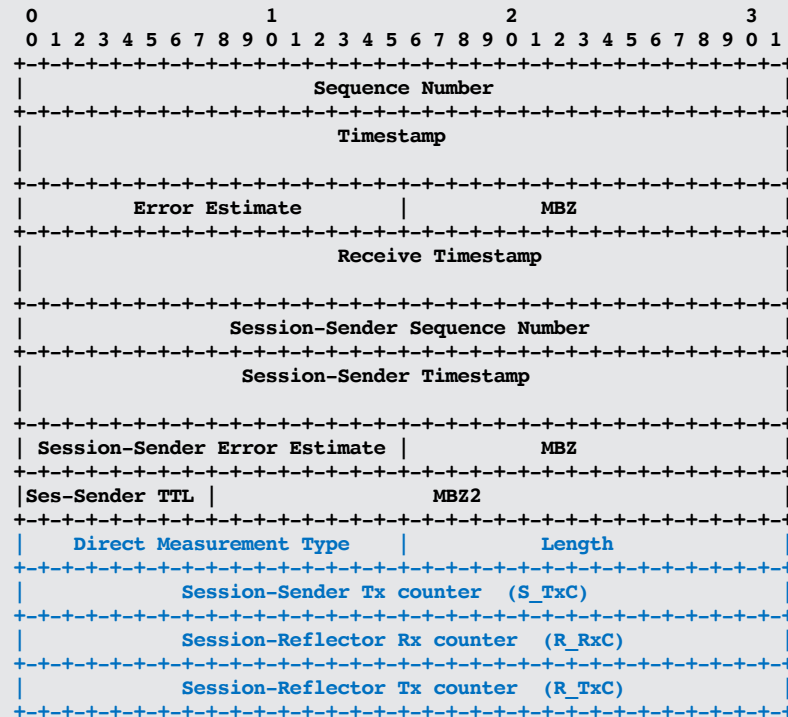 0                   1                   2                   3
 0 1 2 3 4 5 6 7 8 9 0 1 2 3 4 5 6 7 8 9 0 1 2 3 4 5 6 7 8 9 0 1
+-+-+-+-+-+-+-+-+-+-+-+-+-+-+-+-+-+-+-+-+-+-+-+-+-+-+-+-+-+-+-+-+
|                        Sequence Number                        |
+-+-+-+-+-+-+-+-+-+-+-+-+-+-+-+-+-+-+-+-+-+-+-+-+-+-+-+-+-+-+-+-+
|                          Timestamp                            |
|                                                               |
+-+-+-+-+-+-+-+-+-+-+-+-+-+-+-+-+-+-+-+-+-+-+-+-+-+-+-+-+-+-+-+-+
|         Error Estimate        |           MBZ                 |
+-+-+-+-+-+-+-+-+-+-+-+-+-+-+-+-+-+-+-+-+-+-+-+-+-+-+-+-+-+-+-+-+
|                          Receive Timestamp                    |
|                                                               |
+-+-+-+-+-+-+-+-+-+-+-+-+-+-+-+-+-+-+-+-+-+-+-+-+-+-+-+-+-+-+-+-+
|                 Session-Sender Sequence Number                |
+-+-+-+-+-+-+-+-+-+-+-+-+-+-+-+-+-+-+-+-+-+-+-+-+-+-+-+-+-+-+-+-+
|                  Session-Sender Timestamp                     |
|                                                               |
+-+-+-+-+-+-+-+-+-+-+-+-+-+-+-+-+-+-+-+-+-+-+-+-+-+-+-+-+-+-+-+-+
| Session-Sender Error Estimate |           MBZ                 |
+-+-+-+-+-+-+-+-+-+-+-+-+-+-+-+-+-+-+-+-+-+-+-+-+-+-+-+-+-+-+-+-+
|Ses-Sender TTL |                  MBZ2                         |
+-+-+-+-+-+-+-+-+-+-+-+-+-+-+-+-+-+-+-+-+-+-+-+-+-+-+-+-+-+-+-+-+
|    Direct Measurement Type    |           Length              |
+-+-+-+-+-+-+-+-+-+-+-+-+-+-+-+-+-+-+-+-+-+-+-+-+-+-+-+-+-+-+-+-+
|             Session-Sender Tx counter  (S_TxC)                |
+-+-+-+-+-+-+-+-+-+-+-+-+-+-+-+-+-+-+-+-+-+-+-+-+-+-+-+-+-+-+-+-+
|             Session-Reflector Rx counter  (R_RxC)             |
+-+-+-+-+-+-+-+-+-+-+-+-+-+-+-+-+-+-+-+-+-+-+-+-+-+-+-+-+-+-+-+-+
|             Session-Reflector Tx counter  (R_TxC)             |
+-+-+-+-+-+-+-+-+-+-+-+-+-+-+-+-+-+-+-+-+-+-+-+-+-+-+-+-+-+-+-+-+